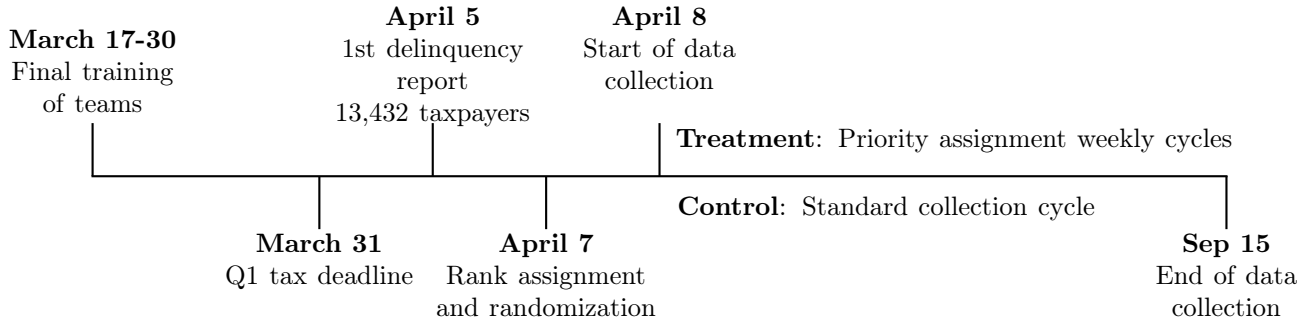 March 17-30
Final training
of teams
April 5
1st delinquency
report
13,432 taxpayers
April 8
Start of data
collection
Treatment: Priority assignment weekly cycles
Control: Standard collection cycle
March 31
Q1 tax deadline
April 7
Rank assignment
and randomization
Sep 15
End of data
collection